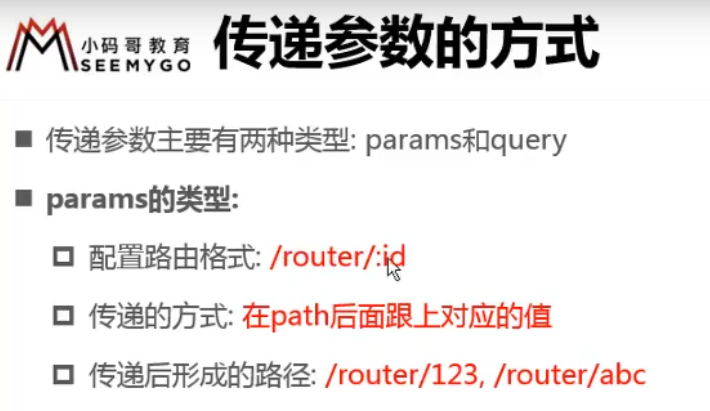 小码哥教育
SEEMYGO
传递参数的方式
传递参数主要有两种类型: params和query
params的类型:
配置路由格式: /router/:id
传递的方式: 在path后面跟上对应的值
传递后形成的路径: /router/123, /router/abc